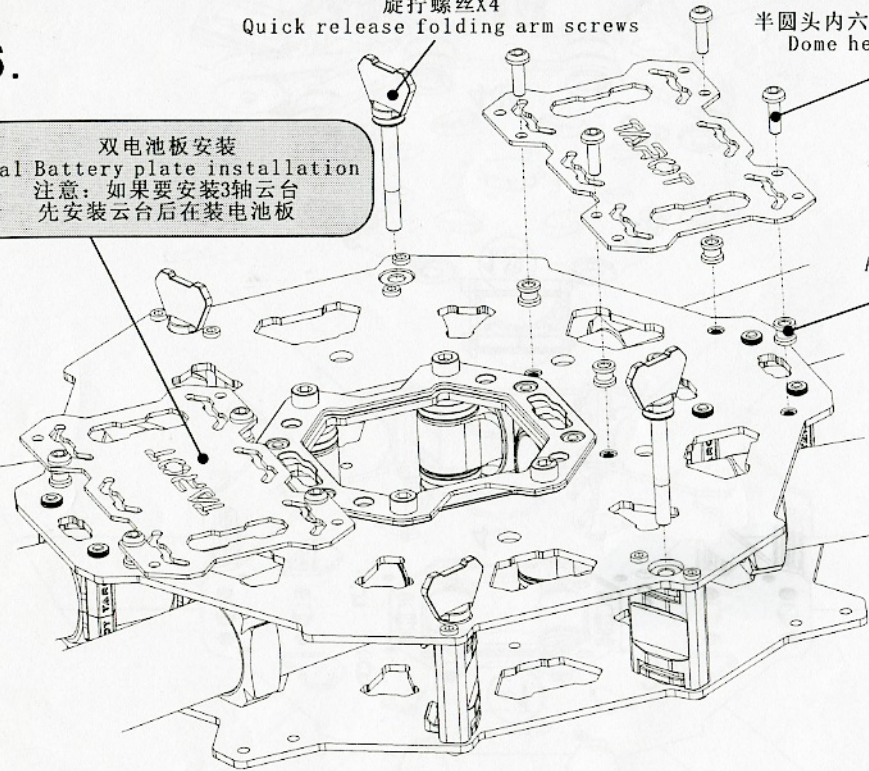 旋拧螺丝X4
Quick release folding arm screws
半圆头内六
Dome he
双电池板安装
al Battery plate installation
注意：如果要安装3轴云台
先安装云台后在装电池板
TAROT
TAROT